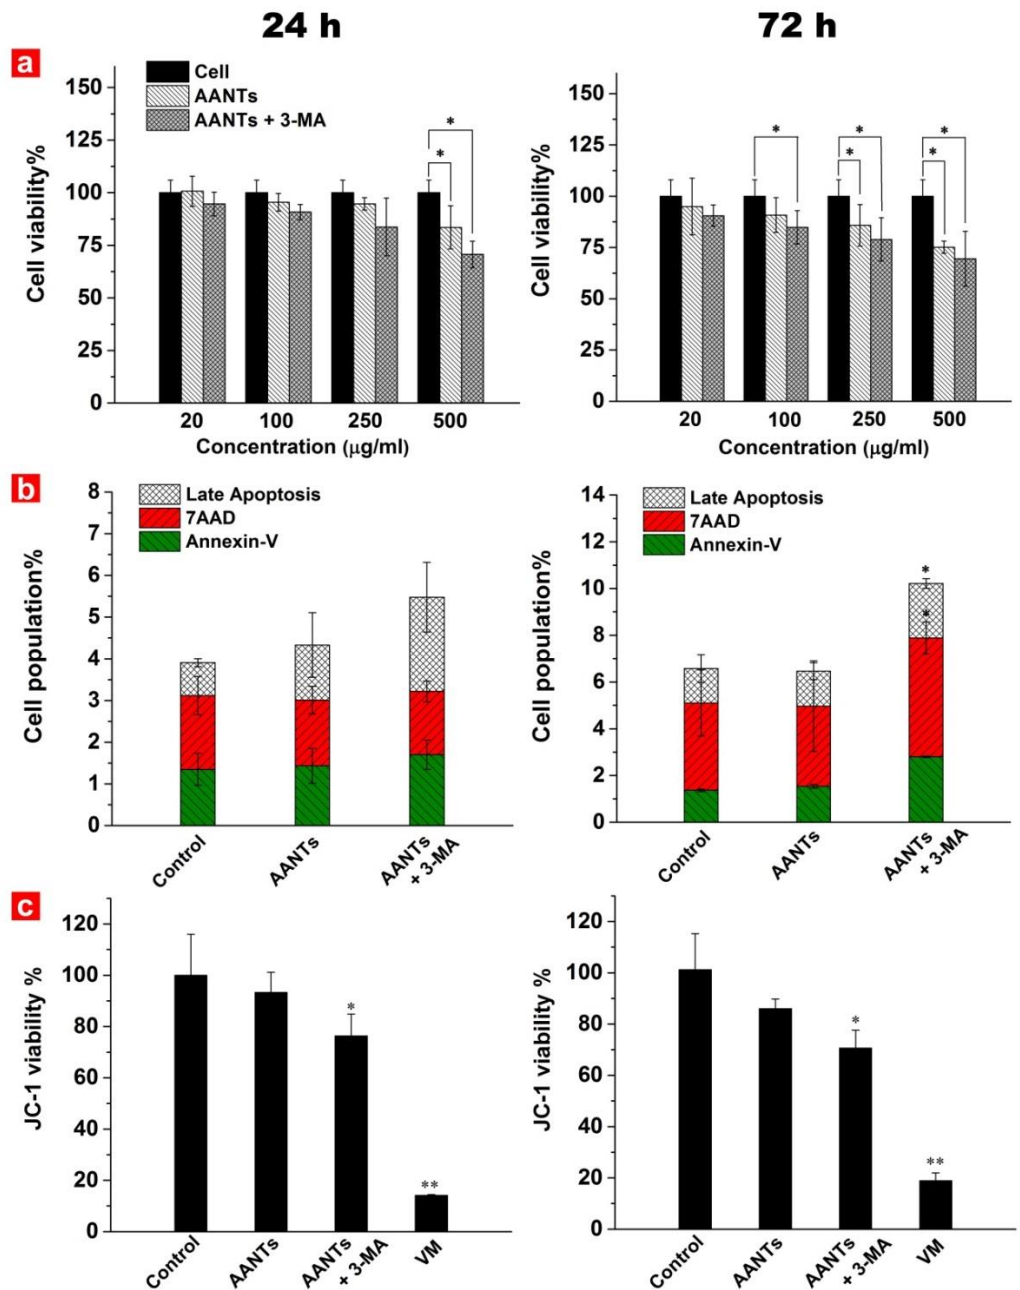 24 h
72 h
a
Cell
AANTs
AANTs + 3-MA
Cell viability%
150
125
100
75
50
25
0
* *
20 100 250 500
Concentration (μg/ml)
Cell viability%
150
125
100
75
50
25
0
* * * * *
20 100 250 500
Concentration (μg/ml)
b
Late Apoptosis
7AAD
Annexin-V
Cell population%
8
7
6
5
4
3
2
1
0
Control
AANTs
AANTs
+ 3-MA
Late Apoptosis
7AAD
Annexin-V
Cell population%
14
12
10
8
6
4
2
0
*
*
Control
AANTs
AANTs
+ 3-MA
c
JC-1 viability %
120
100
80
60
40
20
0
*
**
Control
AANTs
AANTs
+ 3-MA
VM
JC-1 viability %
120
100
80
60
40
20
0
*
**
Control
AANTs
AANTs
+ 3-MA
VM